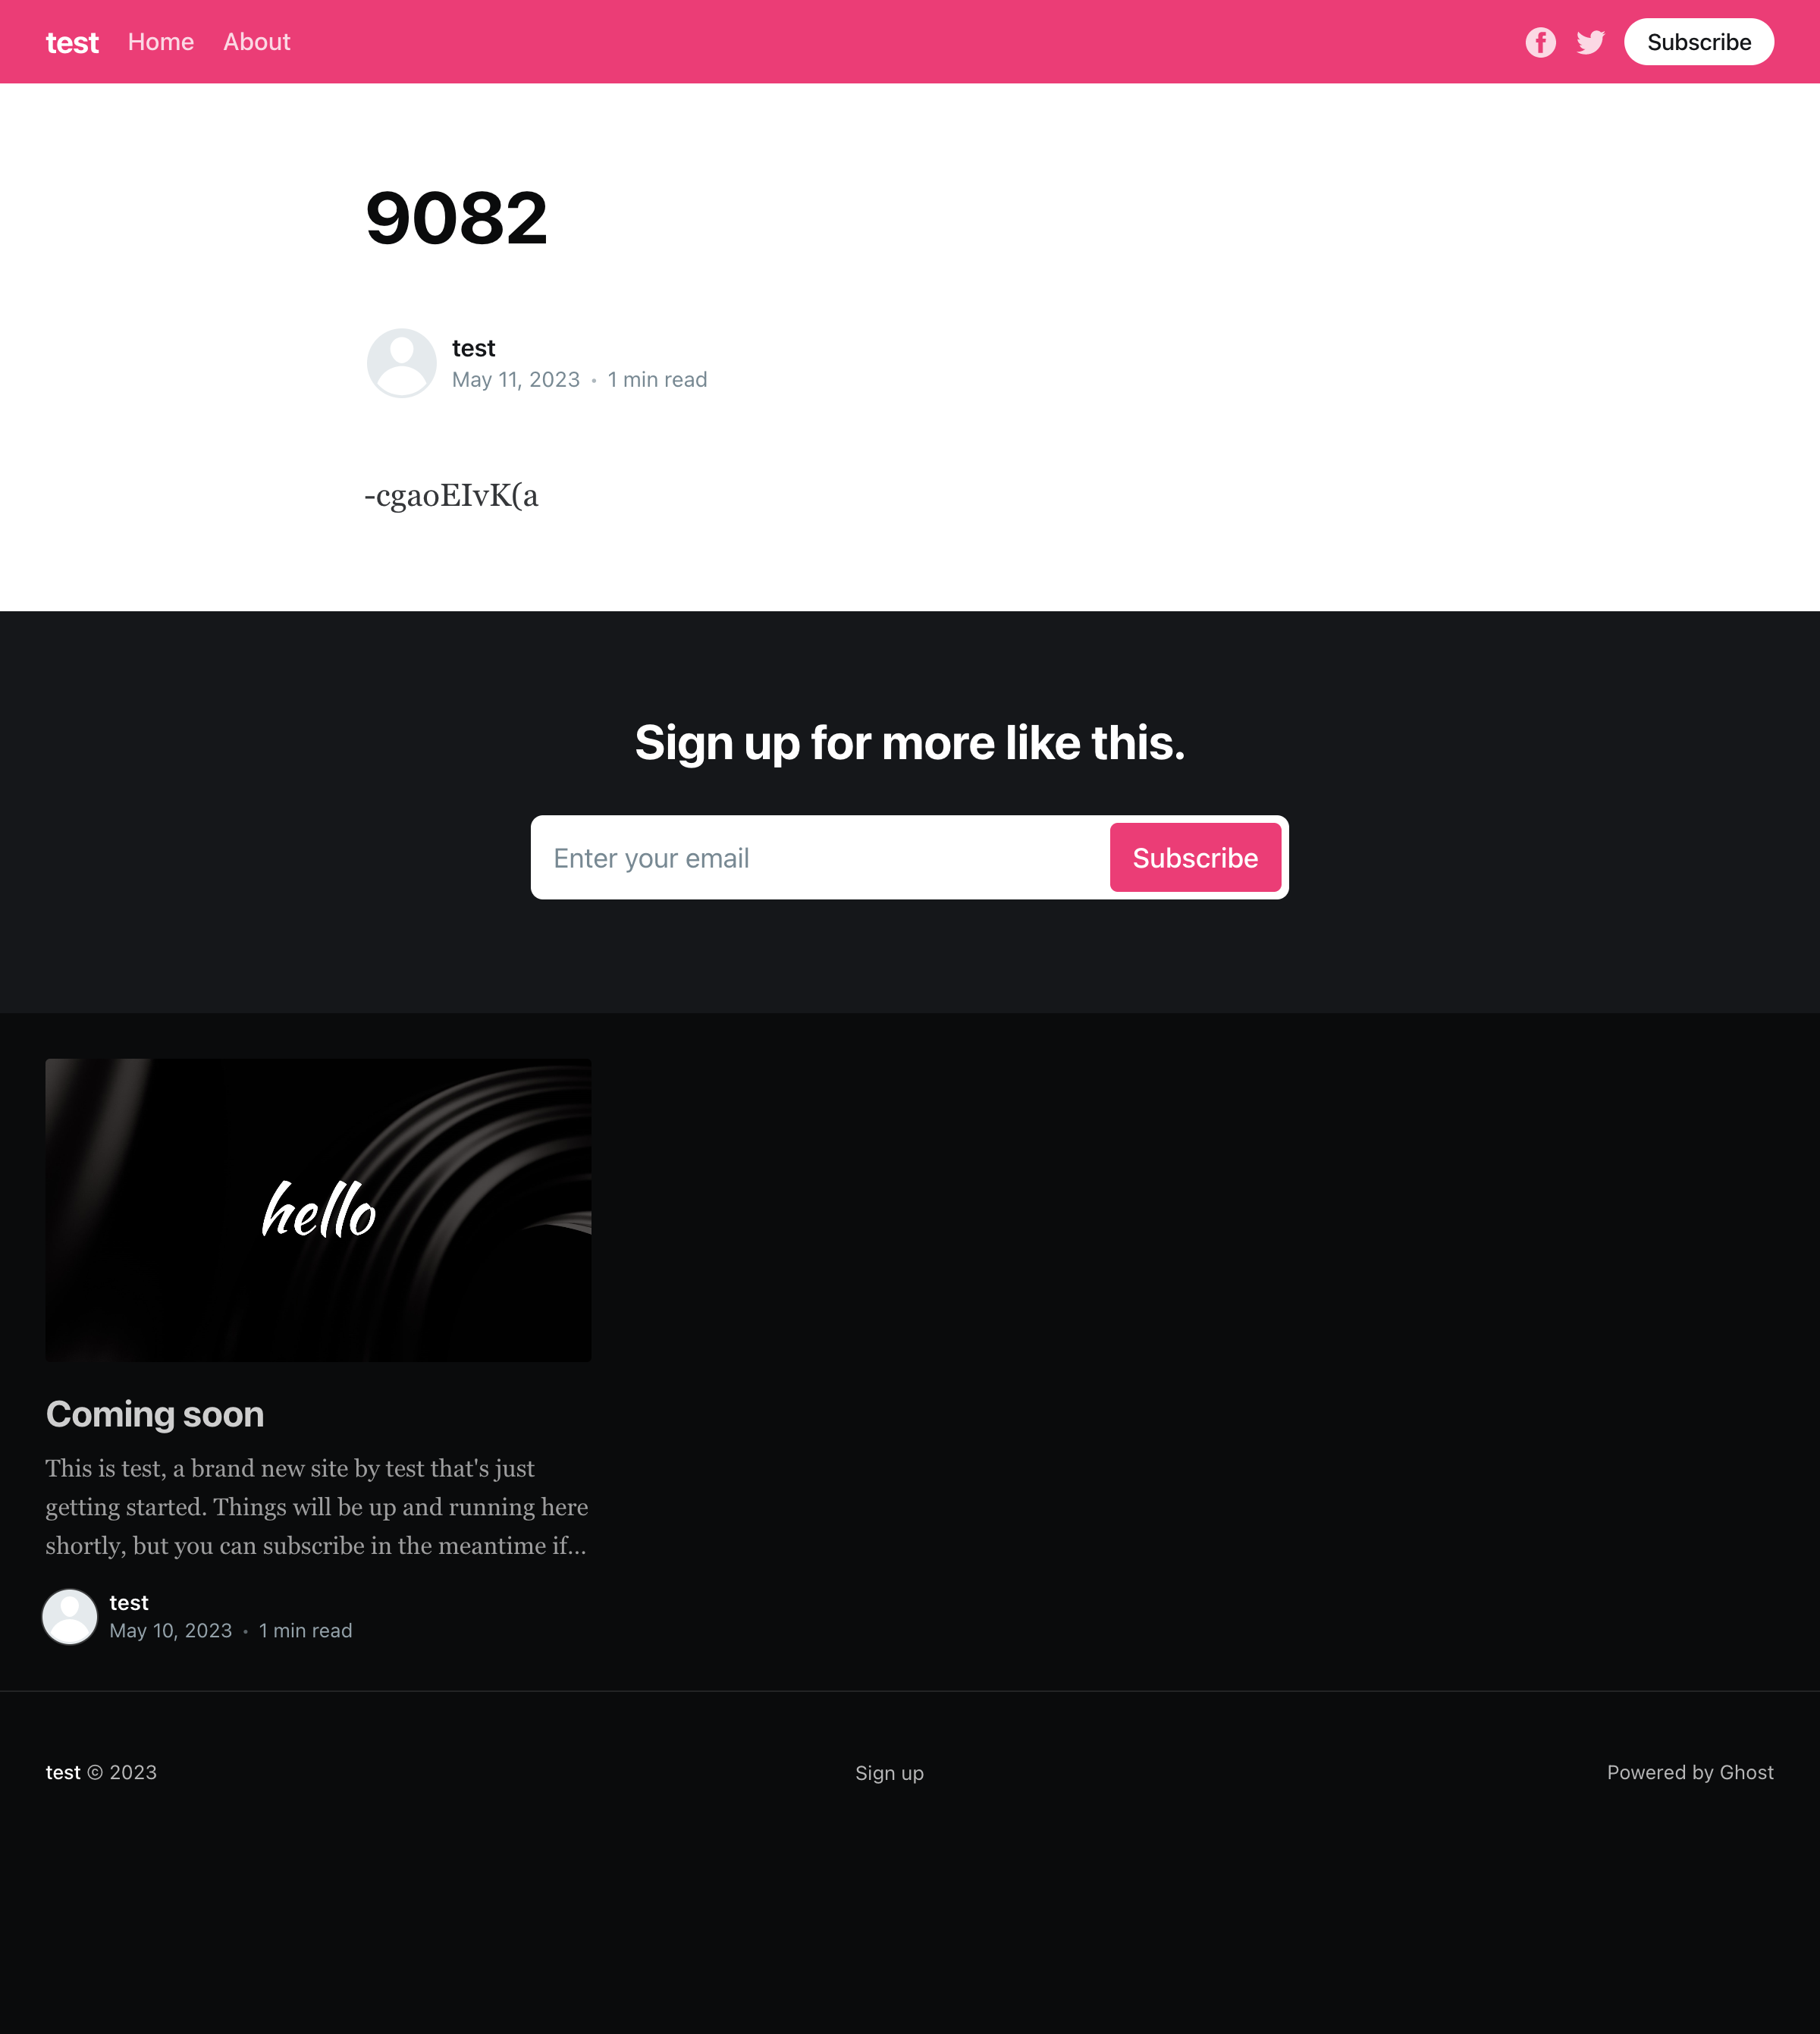 test Home About Subscribe
9082
test
May 11, 2023 • 1 min read
-cgaoEIvK(a
Sign up for more like this.
Enter your email Subscribe
hello
Coming soon
This is test, a brand new site by test that's just
getting started. Things will be up and running here
shortly, but you can subscribe in the meantime if...
test
May 10, 2023 • 1 min read
test © 2023 Sign up Powered by Ghost